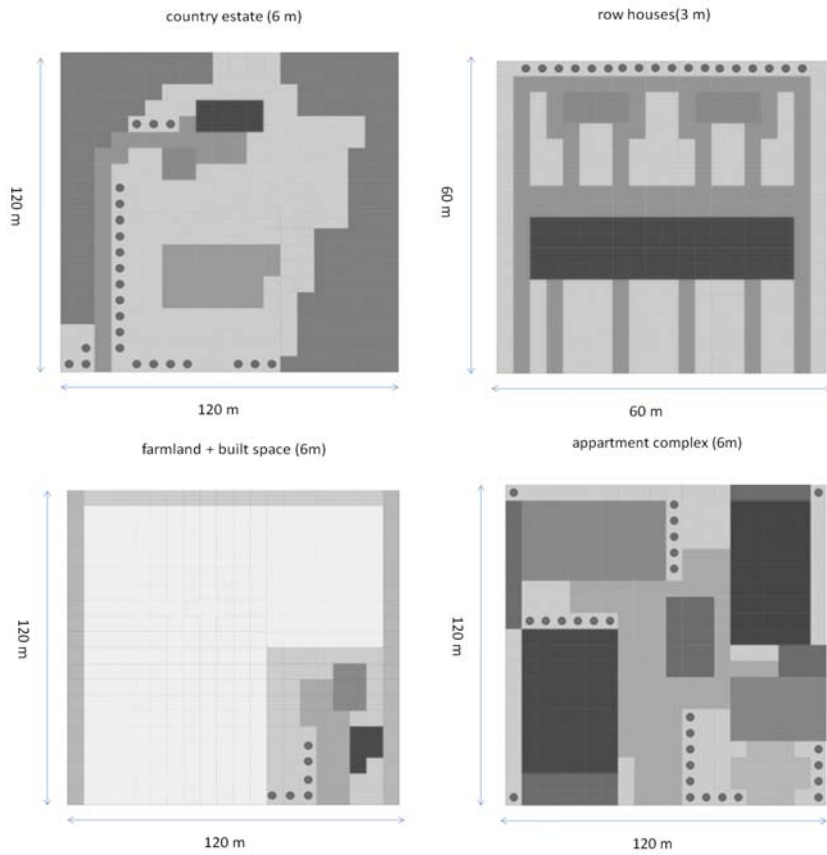 country estate (6 m)
row houses(3 m)
120 m
60 m
120 m
60 m
farmland + built space (6m)
appartment complex (6m)
120 m
120 m
120 m
120 m